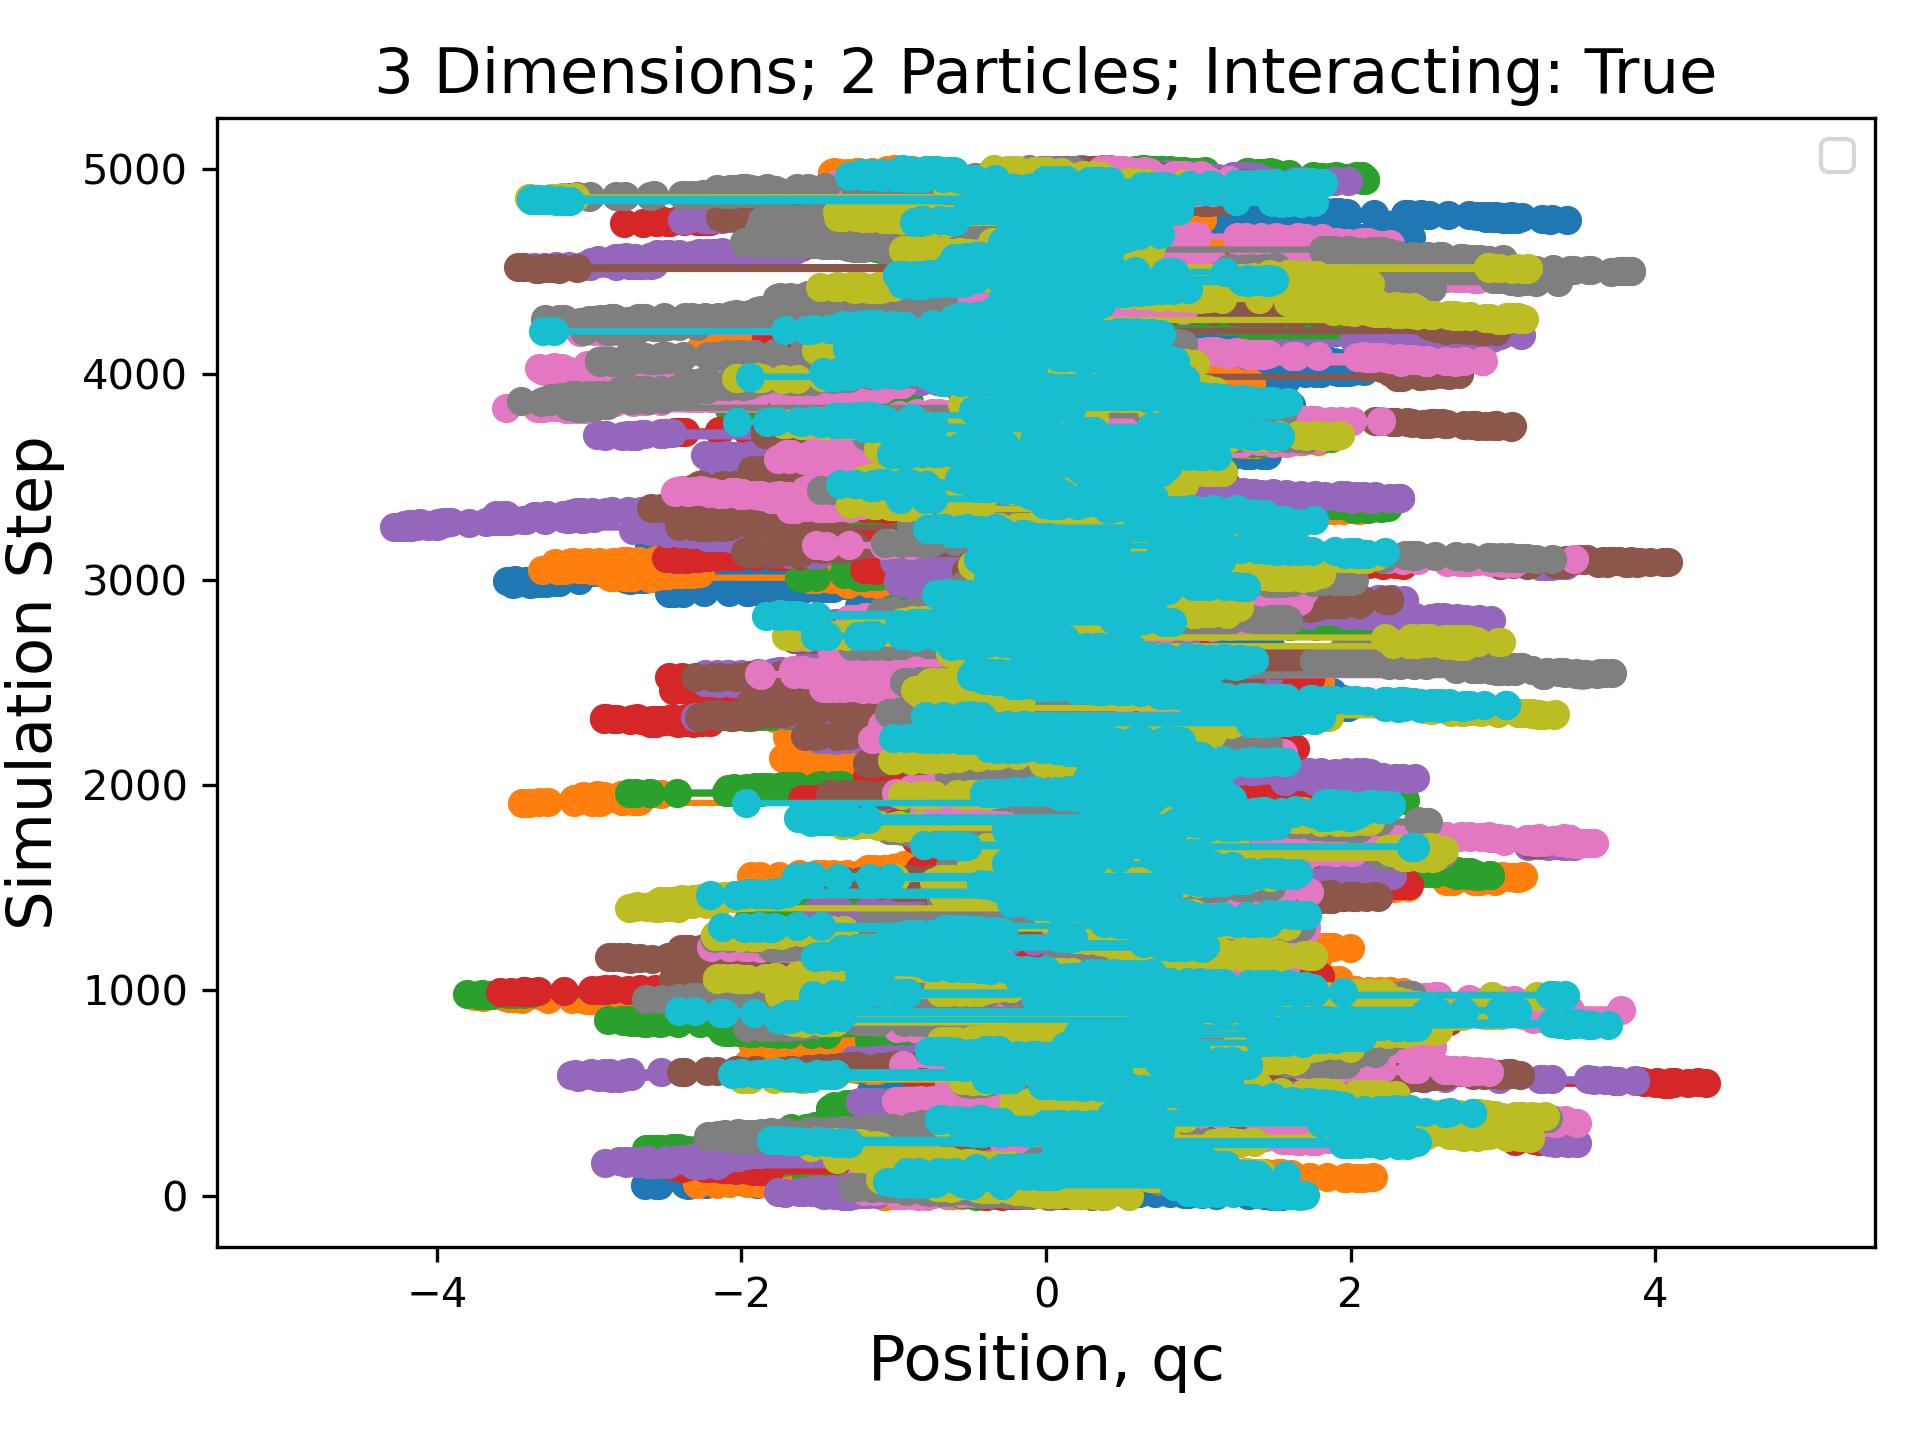 3 Dimensions; 2 Particles; Interacting: True
5000
4000
3000
2000
1000
0
Simulation Step
−4 −2 0 2 4
Position, qc